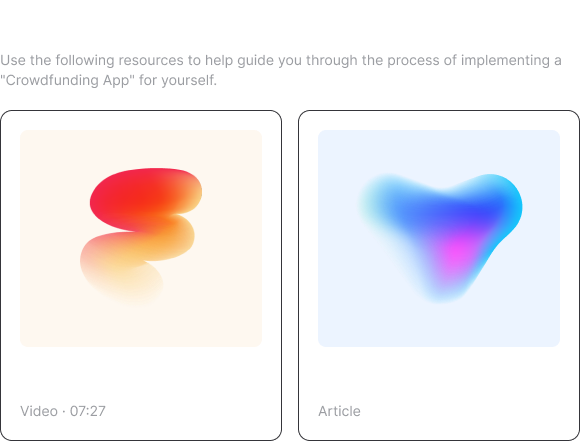 Use the following resources to help guide you through the process of implementing a
"Crowdfunding App" for yourself.
Video · 07:27
Article